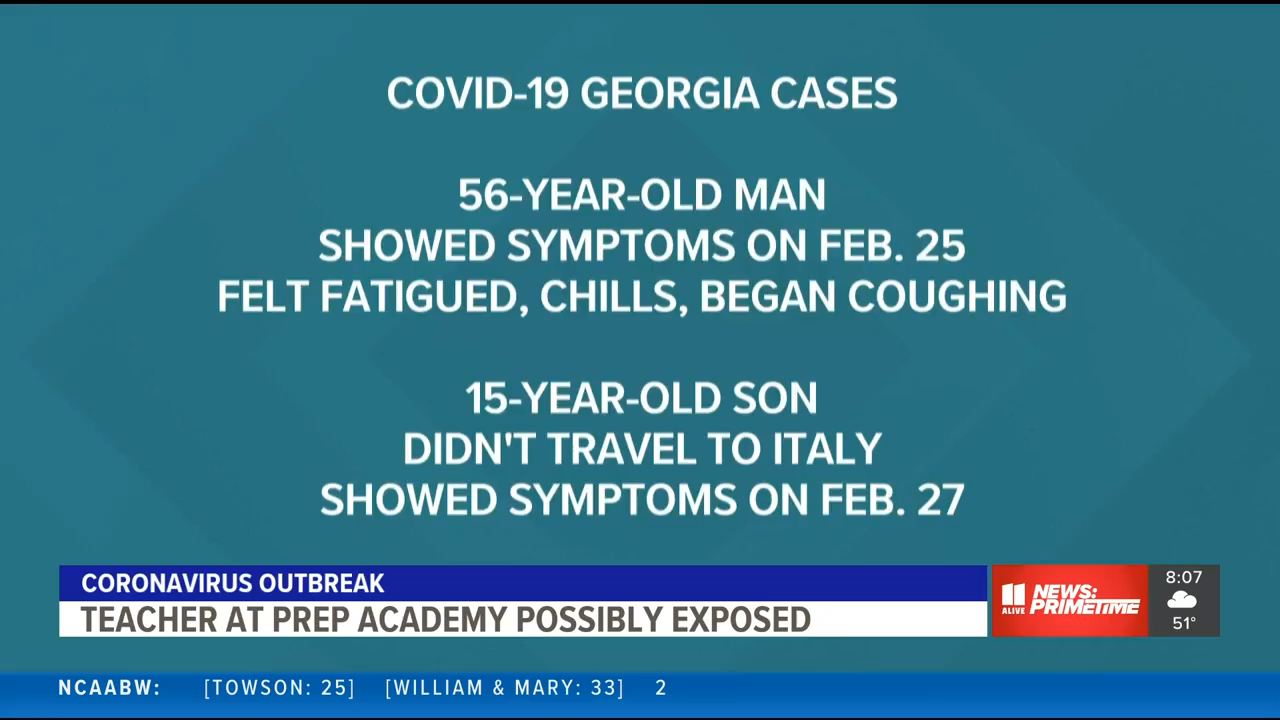 COVID-19 GEORGIA CASES
56-YEAR-OLD MAN
SHOWED SYMPTOMS ON FEB. 25
FELT FATIGUED, CHILLS, BEGAN COUGHING
15-YEAR-OLD SON
DIDN'T TRAVEL TO ITALY
SHOWED SYMPTOMS ON FEB. 27
CORONAVIRUS OUTBREAK
TEACHER AT PREP ACADEMY POSSIBLY EXPOSED
11 ALIVE NEWS: PRIMETIME
8:07
51°
NCAABW: [TOWSON: 25] [WILLIAM & MARY: 33] 2